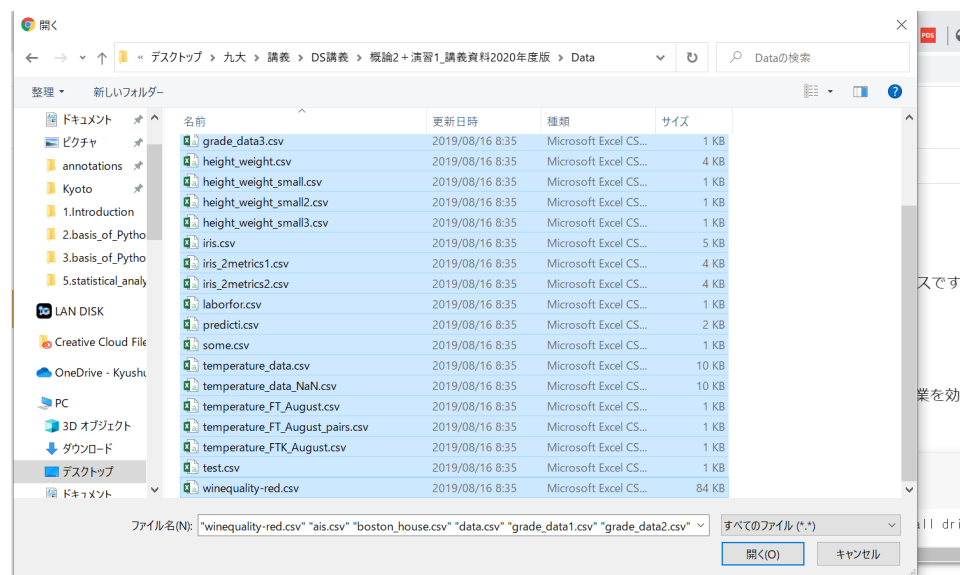 開く
« デスクトップ › 九大 › 講義 › DS講義 › 概論2+演習1_講義資料2020年度版 › Data
Dataの検索
PDS
整理
新しいフォルダー
名前 更新日時 種類 サイズ
ドキュメント
ピクチャ
annotations
Kyoto
1.Introduction
2.basis_of_Pytho
3.basis_of_Pytho
5.statistical_analy
LAN DISK
Creative Cloud File
OneDrive - Kyushu
PC
3D オブジェクト
ダウンロード
デスクトップ
ドキュメント
grade_data3.csv 2019/08/16 8:35 Microsoft Excel CS... 1 KB
height_weight.csv 2019/08/16 8:35 Microsoft Excel CS... 4 KB
height_weight_small.csv 2019/08/16 8:35 Microsoft Excel CS... 1 KB
height_weight_small2.csv 2019/08/16 8:35 Microsoft Excel CS... 1 KB
height_weight_small3.csv 2019/08/16 8:35 Microsoft Excel CS... 1 KB
iris.csv 2019/08/16 8:35 Microsoft Excel CS... 5 KB
iris_2metrics1.csv 2019/08/16 8:35 Microsoft Excel CS... 4 KB
iris_2metrics2.csv 2019/08/16 8:35 Microsoft Excel CS... 4 KB
laborfor.csv 2019/08/16 8:35 Microsoft Excel CS... 1 KB
predicti.csv 2019/08/16 8:35 Microsoft Excel CS... 2 KB
some.csv 2019/08/16 8:35 Microsoft Excel CS... 1 KB
temperature_data.csv 2019/08/16 8:35 Microsoft Excel CS... 10 KB
temperature_data_NaN.csv 2019/08/16 8:35 Microsoft Excel CS... 10 KB
temperature_FT_August.csv 2019/08/16 8:35 Microsoft Excel CS... 1 KB
temperature_FT_August_pairs.csv 2019/08/16 8:35 Microsoft Excel CS... 1 KB
temperature_FTK_August.csv 2019/08/16 8:35 Microsoft Excel CS... 1 KB
test.csv 2019/08/16 8:35 Microsoft Excel CS... 1 KB
winequality-red.csv 2019/08/16 8:35 Microsoft Excel CS... 84 KB
スです
業を効
all dri
ファイル名(N): "winequality-red.csv" "ais.csv" "boston_house.csv" "data.csv" "grade_data1.csv" "grade_data2.csv"
すべてのファイル (*.*)
開く(O) キャンセル